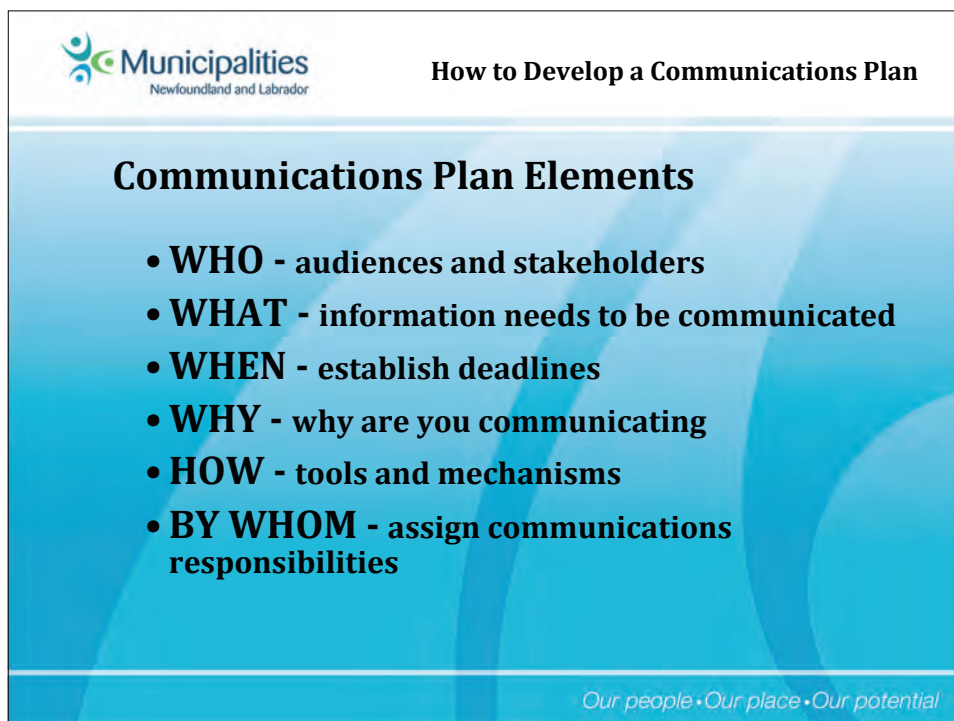 Municipalities
Newfoundland and Labrador
How to Develop a Communications Plan
Communications Plan Elements
• WHO - audiences and stakeholders
• WHAT - information needs to be communicated
• WHEN - establish deadlines
• WHY - why are you communicating
• HOW - tools and mechanisms
• BY WHOM - assign communications
responsibilities
Our people • Our place • Our potential